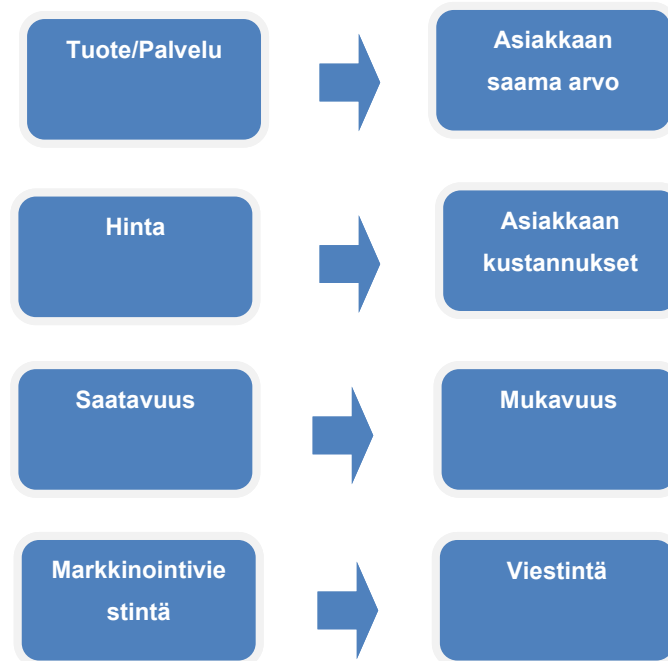 Tuote/Palvelu
Asiakkaan
saama arvo
Hinta
Asiakkaan
kustannukset
Saatavuus
Mukavuus
Markkinointivie
stintä
Viestintä